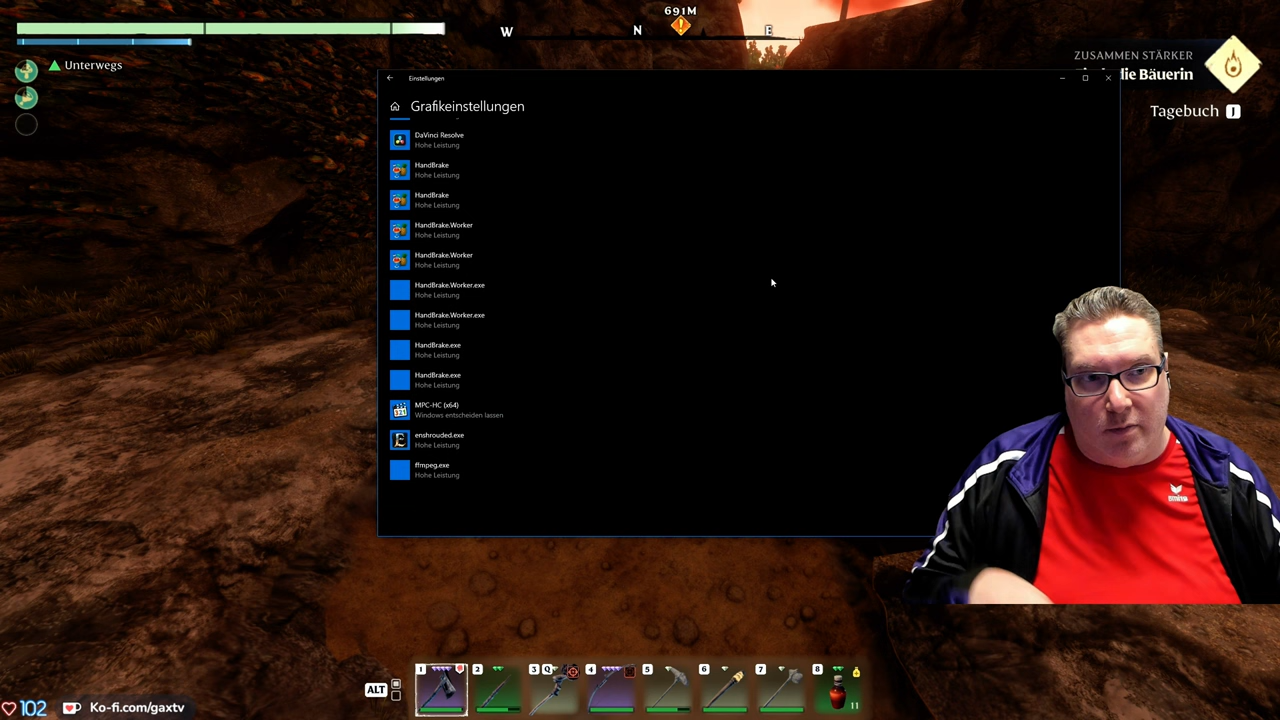 691M
W
N
E
Unterwegs
ZUSAMMEN STÄRKER
die Bäuerin
Tagebuch J
Einstellungen
Grafikeinstellungen
DaVinci Resolve
Hohe Leistung
HandBrake
Hohe Leistung
HandBrake
Hohe Leistung
HandBrake.Worker
Hohe Leistung
HandBrake.Worker
Hohe Leistung
HandBrake.Worker.exe
Hohe Leistung
HandBrake.Worker.exe
Hohe Leistung
HandBrake.exe
Hohe Leistung
HandBrake.exe
Hohe Leistung
MPC-HC (x64)
Windows entscheiden lassen
enshrouded.exe
Hohe Leistung
ffmpeg.exe
Hohe Leistung
erima
ALT
1 2 3 Q 4 5 6 7 8
11
102
Ko-fi.com/gaxtv